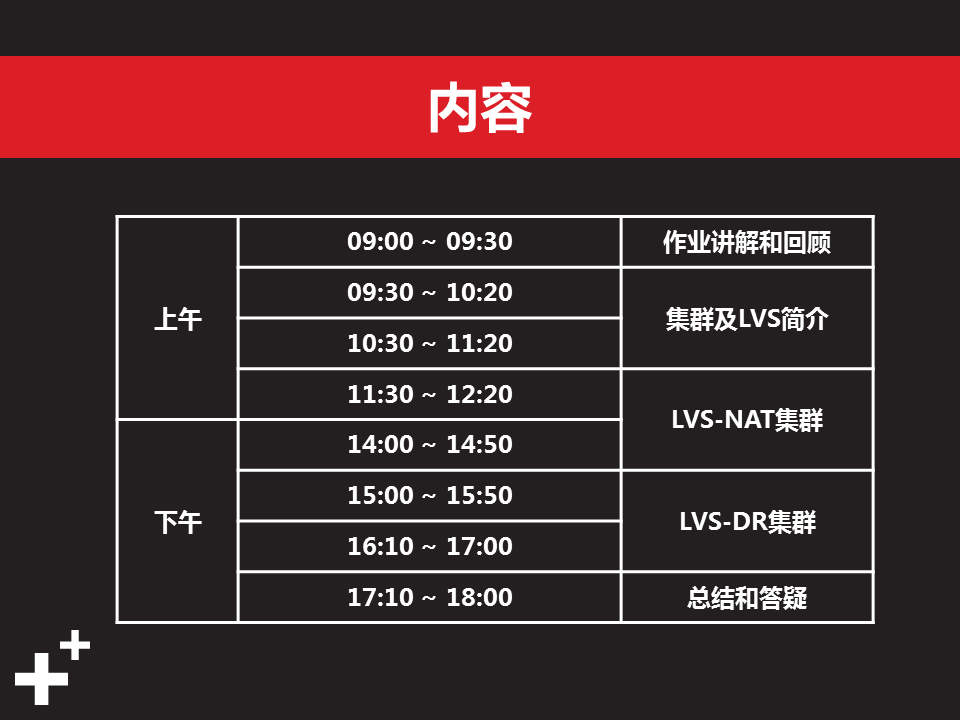 内容
上午
09:00 ~ 09:30
作业讲解和回顾
09:30 ~ 10:20
集群及LVS简介
10:30 ~ 11:20
11:30 ~ 12:20
LVS-NAT集群
下午
14:00 ~ 14:50
15:00 ~ 15:50
LVS-DR集群
16:10 ~ 17:00
17:10 ~ 18:00
总结和答疑